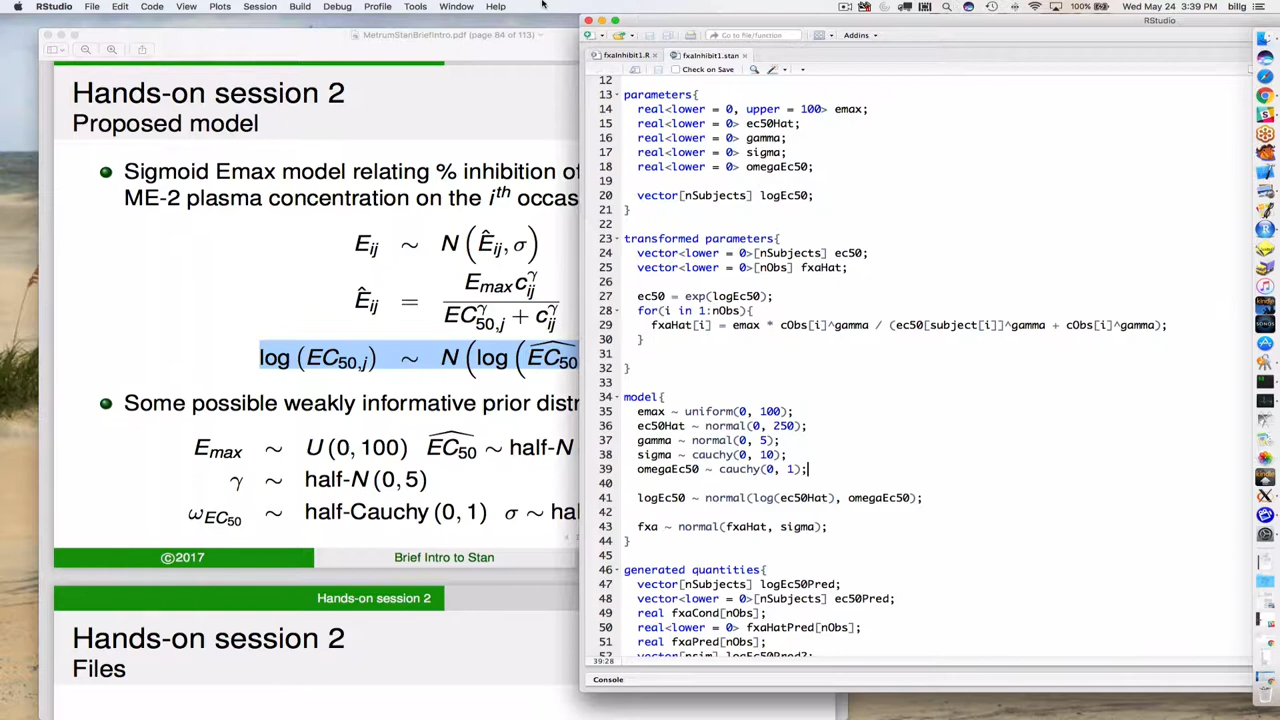 RStudio File Edit Code View Plots Session Build Debug Profile Tools Window Help 100% Wed May 24 3:39 PM billg
MetrumStanBriefIntro.pdf (page 84 of 113)
Hands-on session 2
Proposed model
Sigmoid Emax model relating % inhibition of
ME-2 plasma concentration on the i^th occas
E_ij ∼ N(Ê_ij, σ)
Ê_ij = E_max c_ij^γ / EC_50,j^γ + c_ij^γ
log (EC_50,j) ∼ N(log (EC_50
Some possible weakly informative prior dist
E_max ∼ U(0, 100) EC_50 ∼ half-N
γ ∼ half-N(0, 5)
ω_EC50 ∼ half-Cauchy (0, 1) σ ∼ ha
©2017 Brief Intro to Stan
Hands-on session 2
Hands-on session 2
Files
RStudio
Go to file/function Addins
fxaInhibit1.R fxaInhibit1.stan
Check on Save
12
13 parameters{
14 real<lower = 0, upper = 100> emax;
15 real<lower = 0> ec50Hat;
16 real<lower = 0> gamma;
17 real<lower = 0> sigma;
18 real<lower = 0> omegaEc50;
19
20 vector[nSubjects] logEc50;
21 }
22
23 transformed parameters{
24 vector<lower = 0>[nSubjects] ec50;
25 vector<lower = 0>[nObs] fxaHat;
26
27 ec50 = exp(logEc50);
28 for(i in 1:nObs){
29 fxaHat[i] = emax * cObs[i]^gamma / (ec50[subject[i]]^gamma + cObs[i]^gamma);
30 }
31
32 }
33
34 model{
35 emax ~ uniform(0, 100);
36 ec50Hat ~ normal(0, 250);
37 gamma ~ normal(0, 5);
38 sigma ~ cauchy(0, 10);
39 omegaEc50 ~ cauchy(0, 1);
40
41 logEc50 ~ normal(log(ec50Hat), omegaEc50);
42
43 fxa ~ normal(fxaHat, sigma);
44 }
45
46 generated quantities{
47 vector[nSubjects] logEc50Pred;
48 vector<lower = 0>[nSubjects] ec50Pred;
49 real fxaCond[nObs];
50 real<lower = 0> fxaHatPred[nObs];
51 real fxaPred[nObs];
52 vector[nsim] logEc50Pred2;
39:28
Console